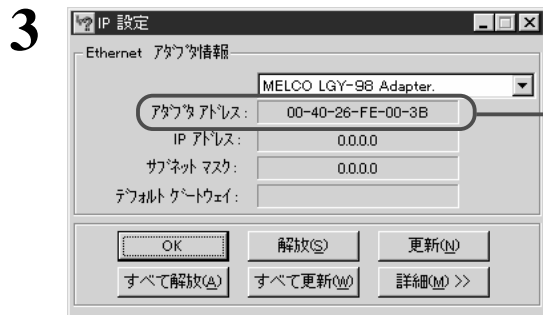 3
IP 設定
Ethernet ｱﾀﾞﾌﾟﾀ情報
MELCO LGY-98 Adapter.
ｱﾀﾞﾌﾟﾀ ｱﾄﾞﾚｽ: 00-40-26-FE-00-3B
IP ｱﾄﾞﾚｽ: 0.0.0.0
ｻﾌﾞﾈｯﾄ ﾏｽｸ: 0.0.0.0
ﾃﾞﾌｫﾙﾄ ｹﾞｰﾄｳｪｲ:
OK 解放(S) 更新(N)
すべて解放(A) すべて更新(W) 詳細(M) >>